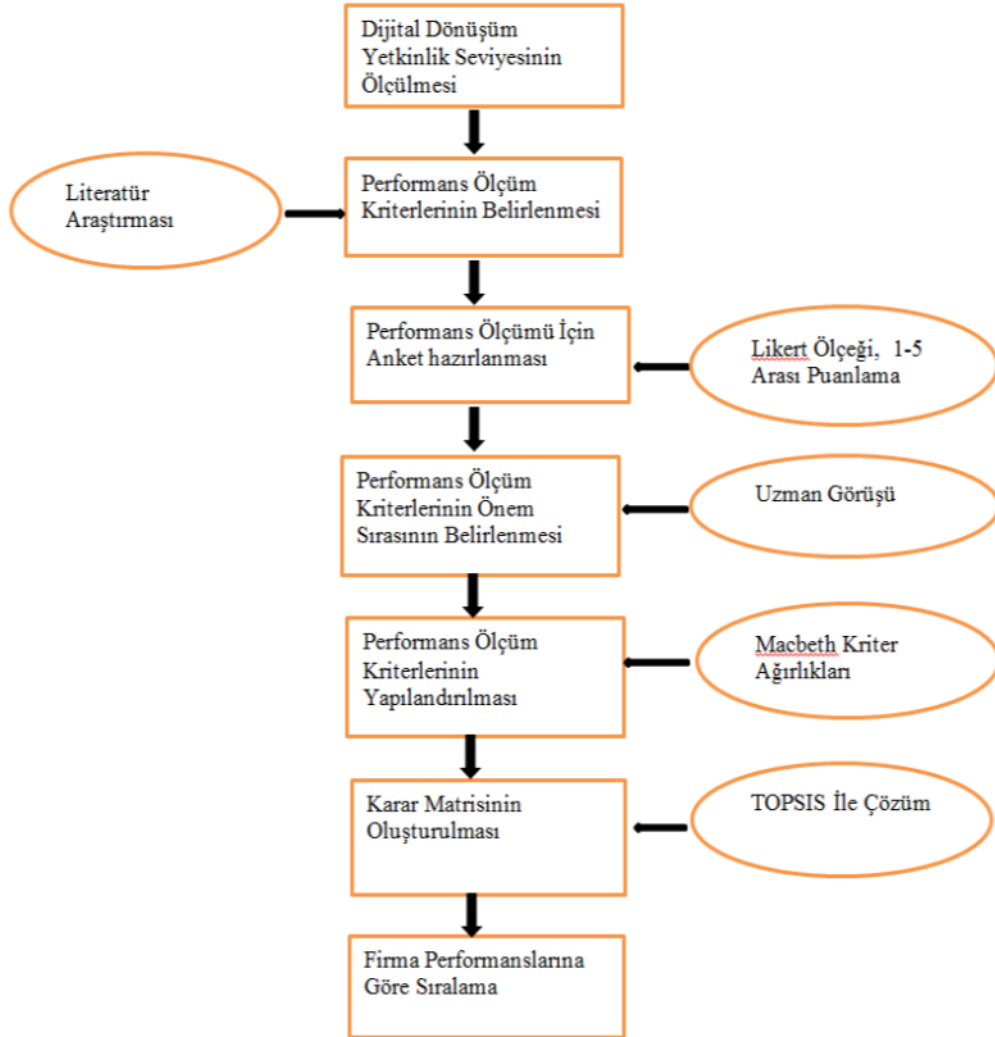 Dijital Dönüşüm
Yetkinlik Seviyesinin
Ölçülmesi
Literatür
Araştırması
Performans Ölçüm
Kriterlerinin Belirlenmesi
Performans Ölçümü İçin
Anket hazırlanması
Likert Ölçeği, 1-5
Arası Puanlama
Performans Ölçüm
Kriterlerinin Önem
Sırasının Belirlenmesi
Uzman Görüşü
Performans Ölçüm
Kriterlerinin
Yapılandırılması
Macbeth Kriter
Ağırlıkları
Karar Matrisinin
Oluşturulması
TOPSIS İle Çözüm
Firma Performanslarına
Göre Sıralama